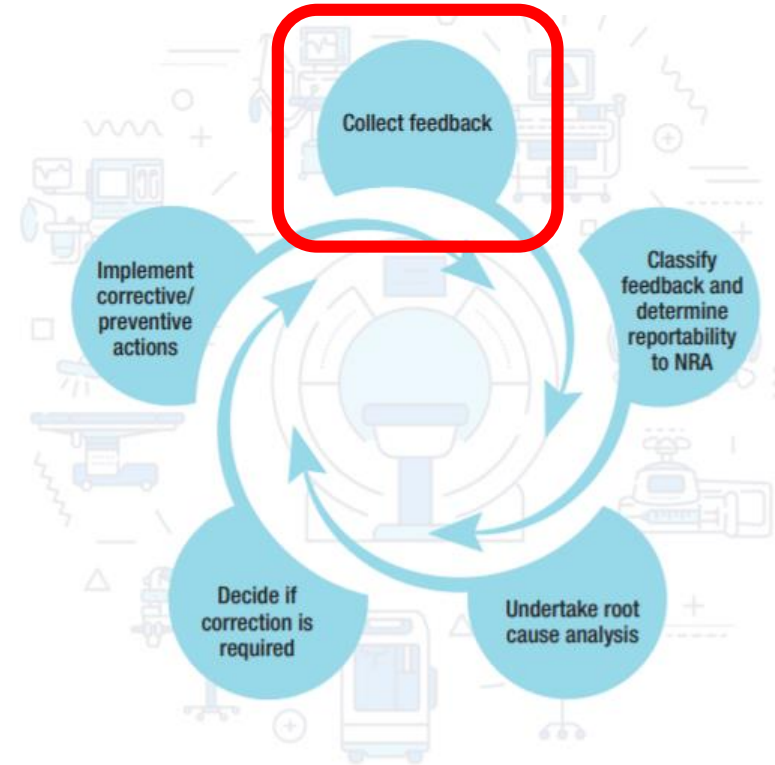 Collect feedback
Classify
feedback and
determine
reportability
to NRA
Undertake root
cause analysis
Decide if
correction is
required
Implement
corrective/
preventive
actions